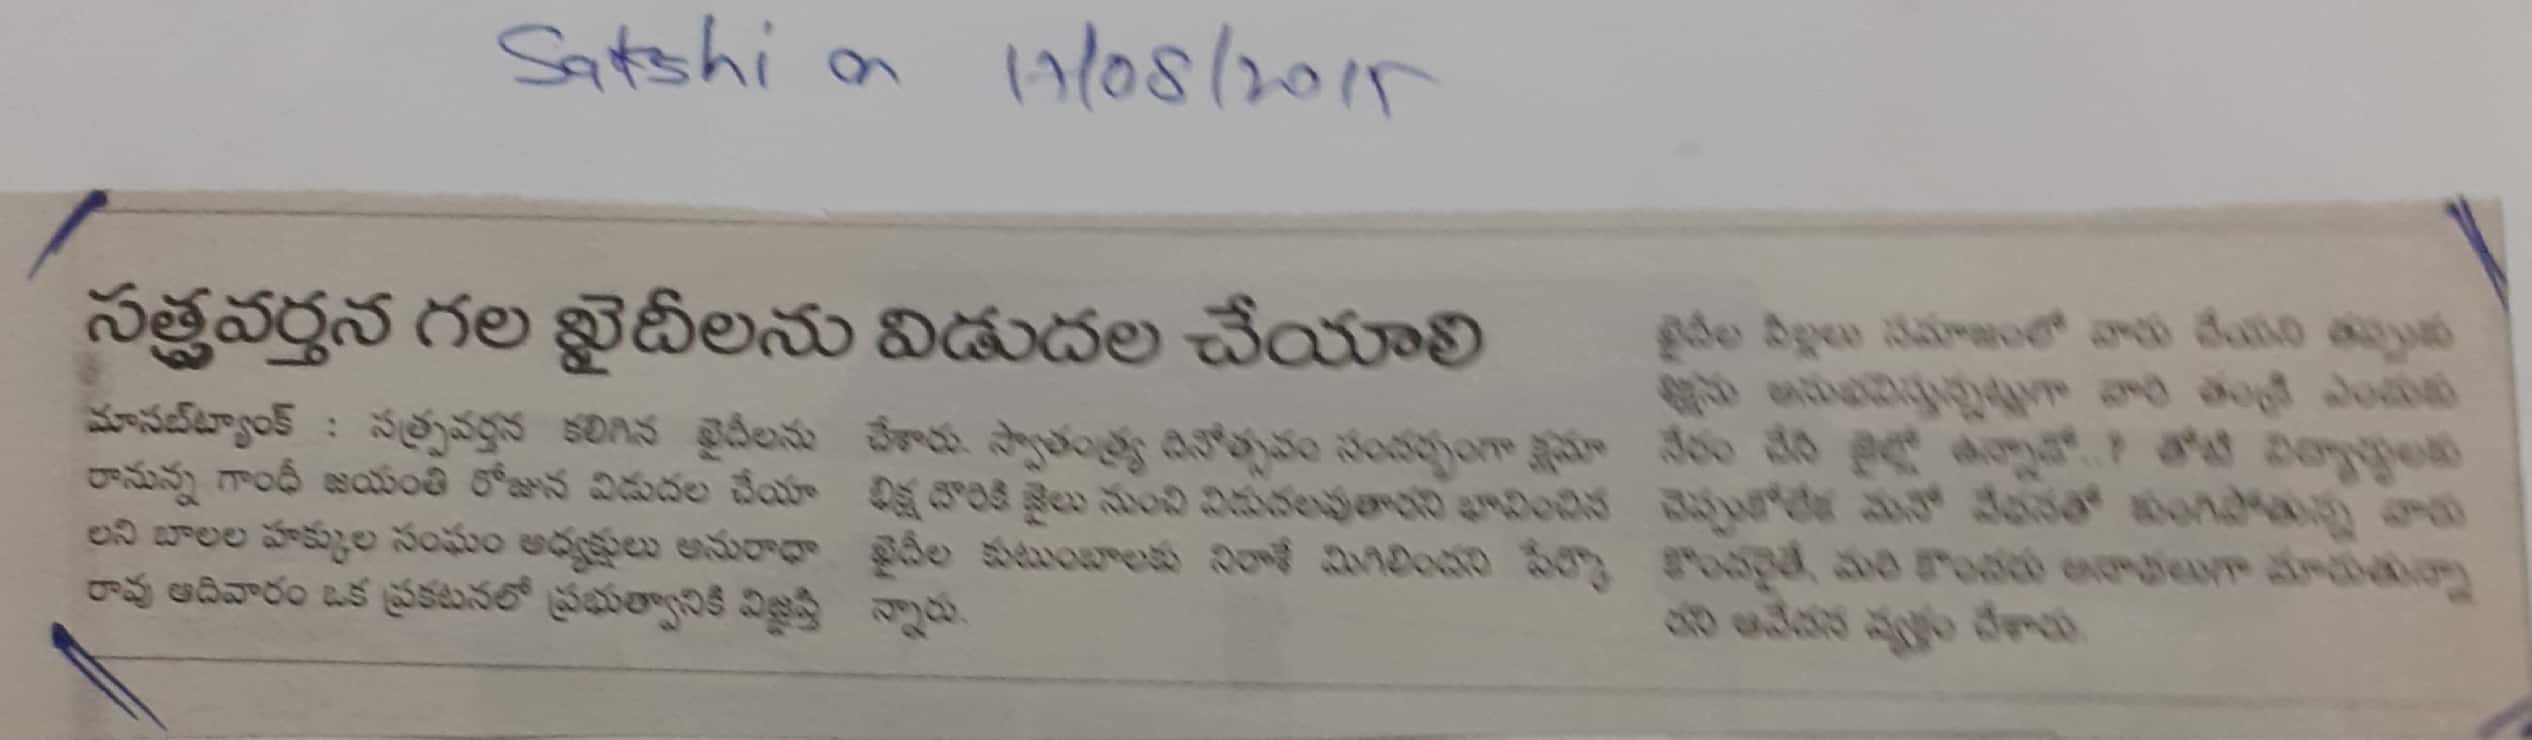 Satshi on 17/08/2015
సత్ప్రవర్తన గల ఖైదీలను విడుదల చేయాలి
మానబ్‌ట్యాంక్ : సత్ప్రవర్తన కలిగిన ఖైదీలను
రానున్న గాంధీ జయంతి రోజున విడుదల చేయా
లని బాలల హక్కుల సంఘం అధ్యక్షులు అనురాధా
రావు ఆదివారం ఒక ప్రకటనలో ప్రభుత్వానికి విజ్ఞప్తి
చేశారు. స్వాతంత్ర్య దినోత్సవం సందర్భంగా క్షమా
భిక్ష దొరికి జైలు నుంచి విడుదలవుతారని భావించిన
ఖైదీల కుటుంబాలకు నిరాశే మిగిలిందని పేర్కొ
న్నారు.
ఖైదీల పిల్లలు సమాజంలో వారు చేయని తప్పుకు
శిక్షను అనుభవిస్తున్నట్లుగా వారి తండ్రి ఎందుకు
నేరం చేసి జైల్లో ఉన్నాడో..? తోటి విద్యార్థులకు
చెప్పుకోలేక మనో వేదనతో కుంగిపోతున్న వారు
కొందరైతే, మరి కొందరు అనాథలుగా మారుతున్నా
రని ఆవేదన వ్యక్తం చేశారు.